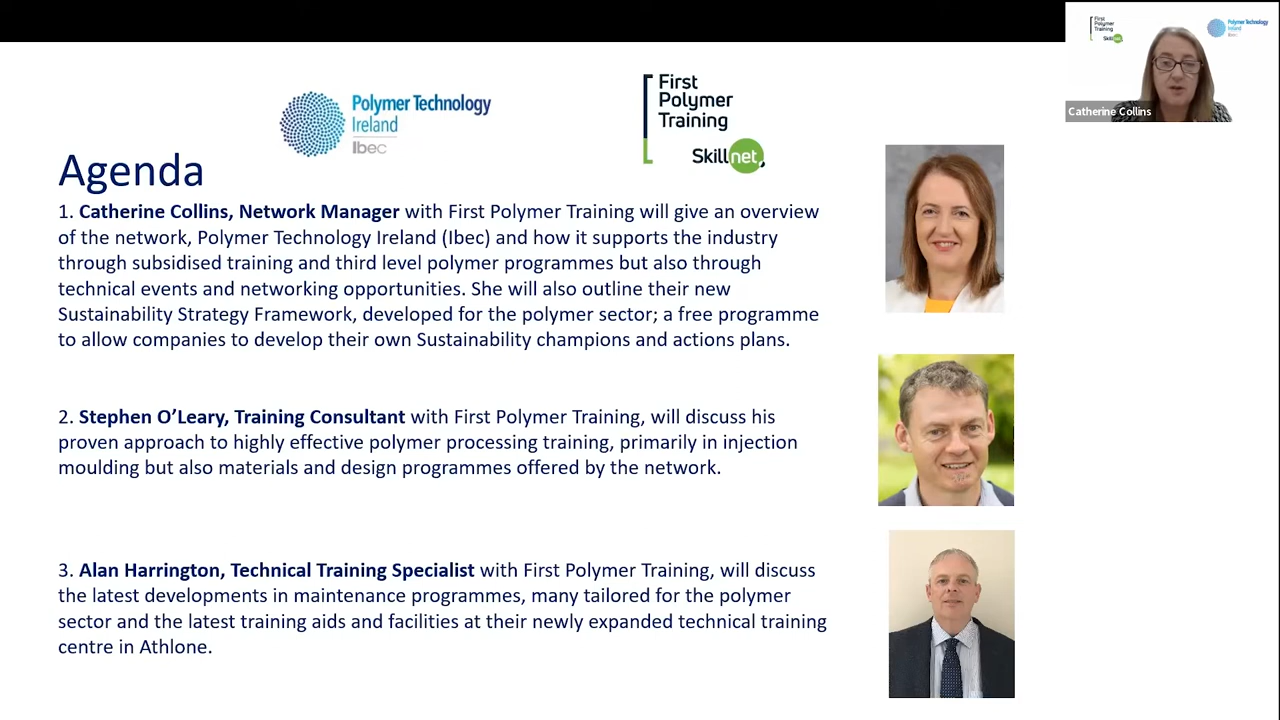 First
Polymer
Training
Skillnet
Polymer Technology
Ireland
Ibec
Catherine Collins
Polymer Technology
Ireland
Ibec
First
Polymer
Training
Skillnet
Agenda
1. Catherine Collins, Network Manager with First Polymer Training will give an overview
of the network, Polymer Technology Ireland (Ibec) and how it supports the industry
through subsidised training and third level polymer programmes but also through
technical events and networking opportunities. She will also outline their new
Sustainability Strategy Framework, developed for the polymer sector; a free programme
to allow companies to develop their own Sustainability champions and actions plans.
2. Stephen O’Leary, Training Consultant with First Polymer Training, will discuss his
proven approach to highly effective polymer processing training, primarily in injection
moulding but also materials and design programmes offered by the network.
3. Alan Harrington, Technical Training Specialist with First Polymer Training, will discuss
the latest developments in maintenance programmes, many tailored for the polymer
sector and the latest training aids and facilities at their newly expanded technical training
centre in Athlone.